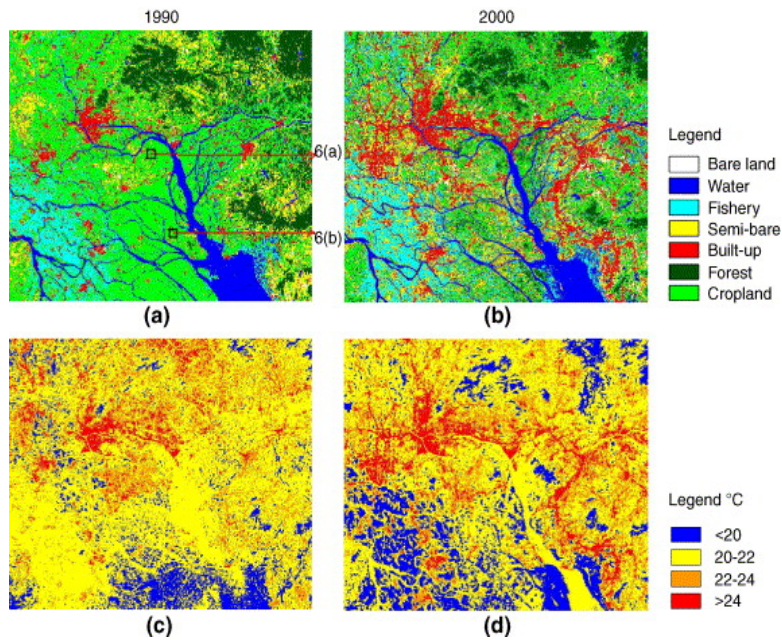 1990
2000
6(a)
6(b)
Legend
Bare land
Water
Fishery
Semi-bare
Built-up
Forest
Cropland
(a)
(b)
Legend °C
<20
20-22
22-24
>24
(c)
(d)